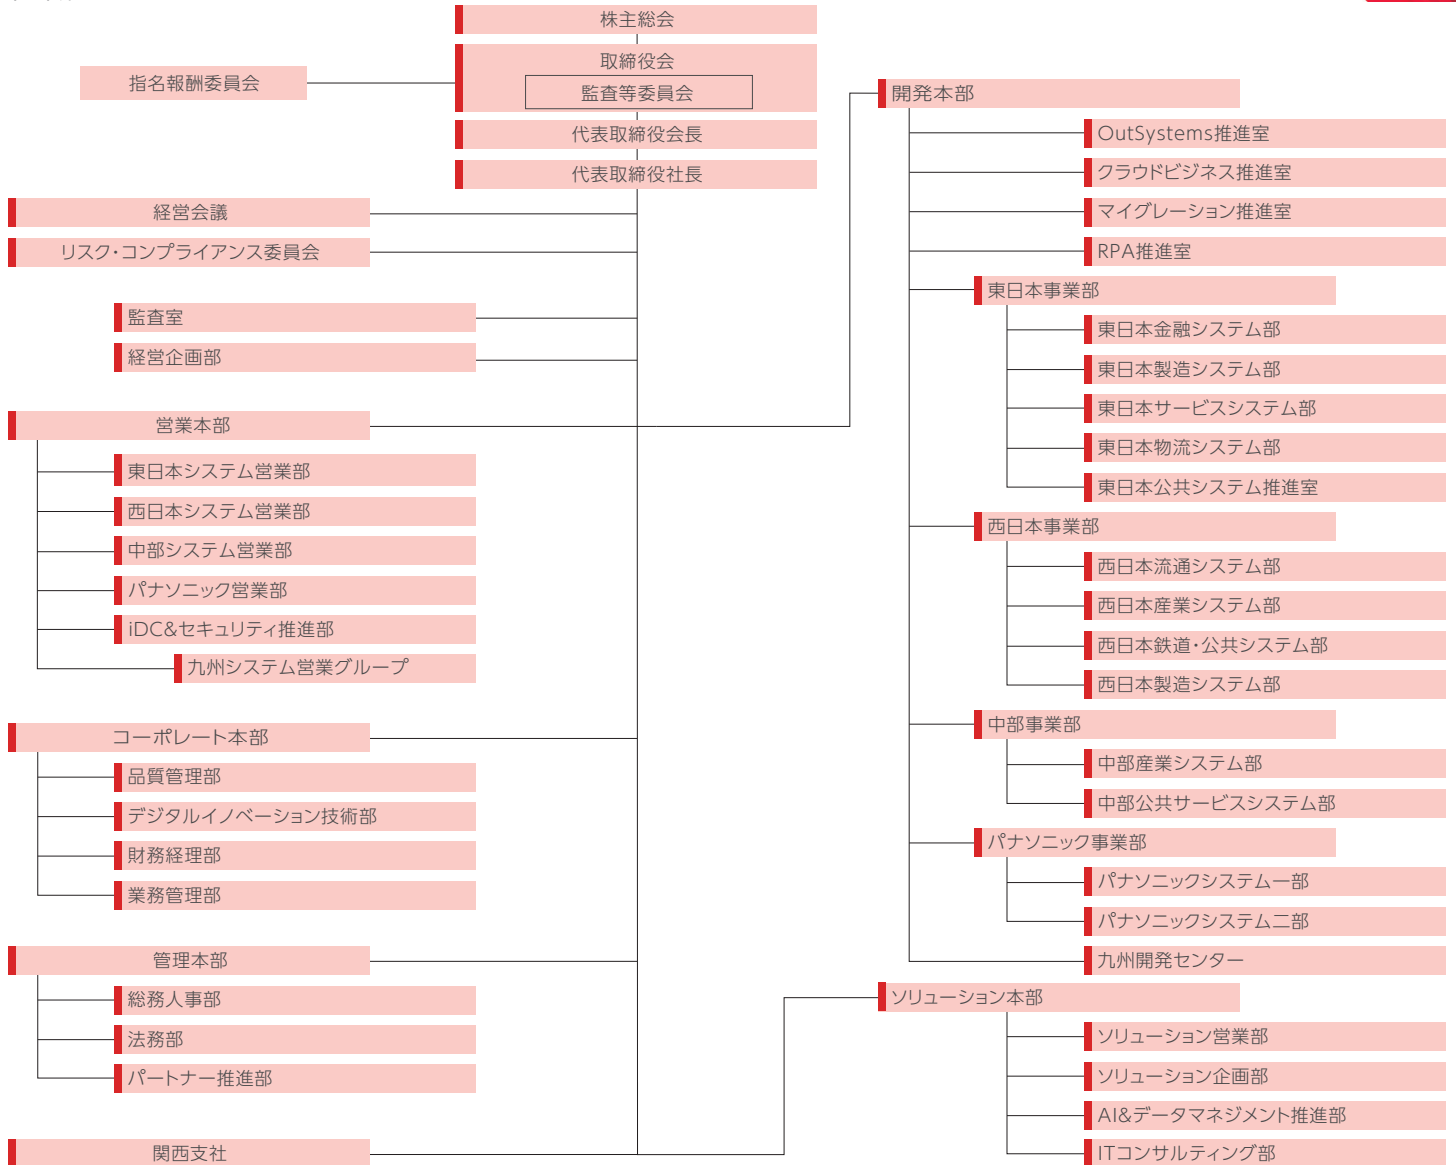 株主総会
取締役会
監査等委員会
指名報酬委員会
代表取締役会長
代表取締役社長
経営会議
リスク・コンプライアンス委員会
監査室
経営企画部
営業本部
東日本システム営業部
西日本システム営業部
中部システム営業部
パナソニック営業部
iDC&セキュリティ推進部
九州システム営業グループ
コーポレート本部
品質管理部
デジタルイノベーション技術部
財務経理部
業務管理部
管理本部
総務人事部
法務部
パートナー推進部
関西支社
開発本部
OutSystems推進室
クラウドビジネス推進室
マイグレーション推進室
RPA推進室
東日本事業部
東日本金融システム部
東日本製造システム部
東日本サービスシステム部
東日本物流システム部
東日本公共システム推進室
西日本事業部
西日本流通システム部
西日本産業システム部
西日本鉄道・公共システム部
西日本製造システム部
中部事業部
中部産業システム部
中部公共サービスシステム部
パナソニック事業部
パナソニックシステム一部
パナソニックシステム二部
九州開発センター
ソリューション本部
ソリューション営業部
ソリューション企画部
AI&データマネジメント推進部
ITコンサルティング部